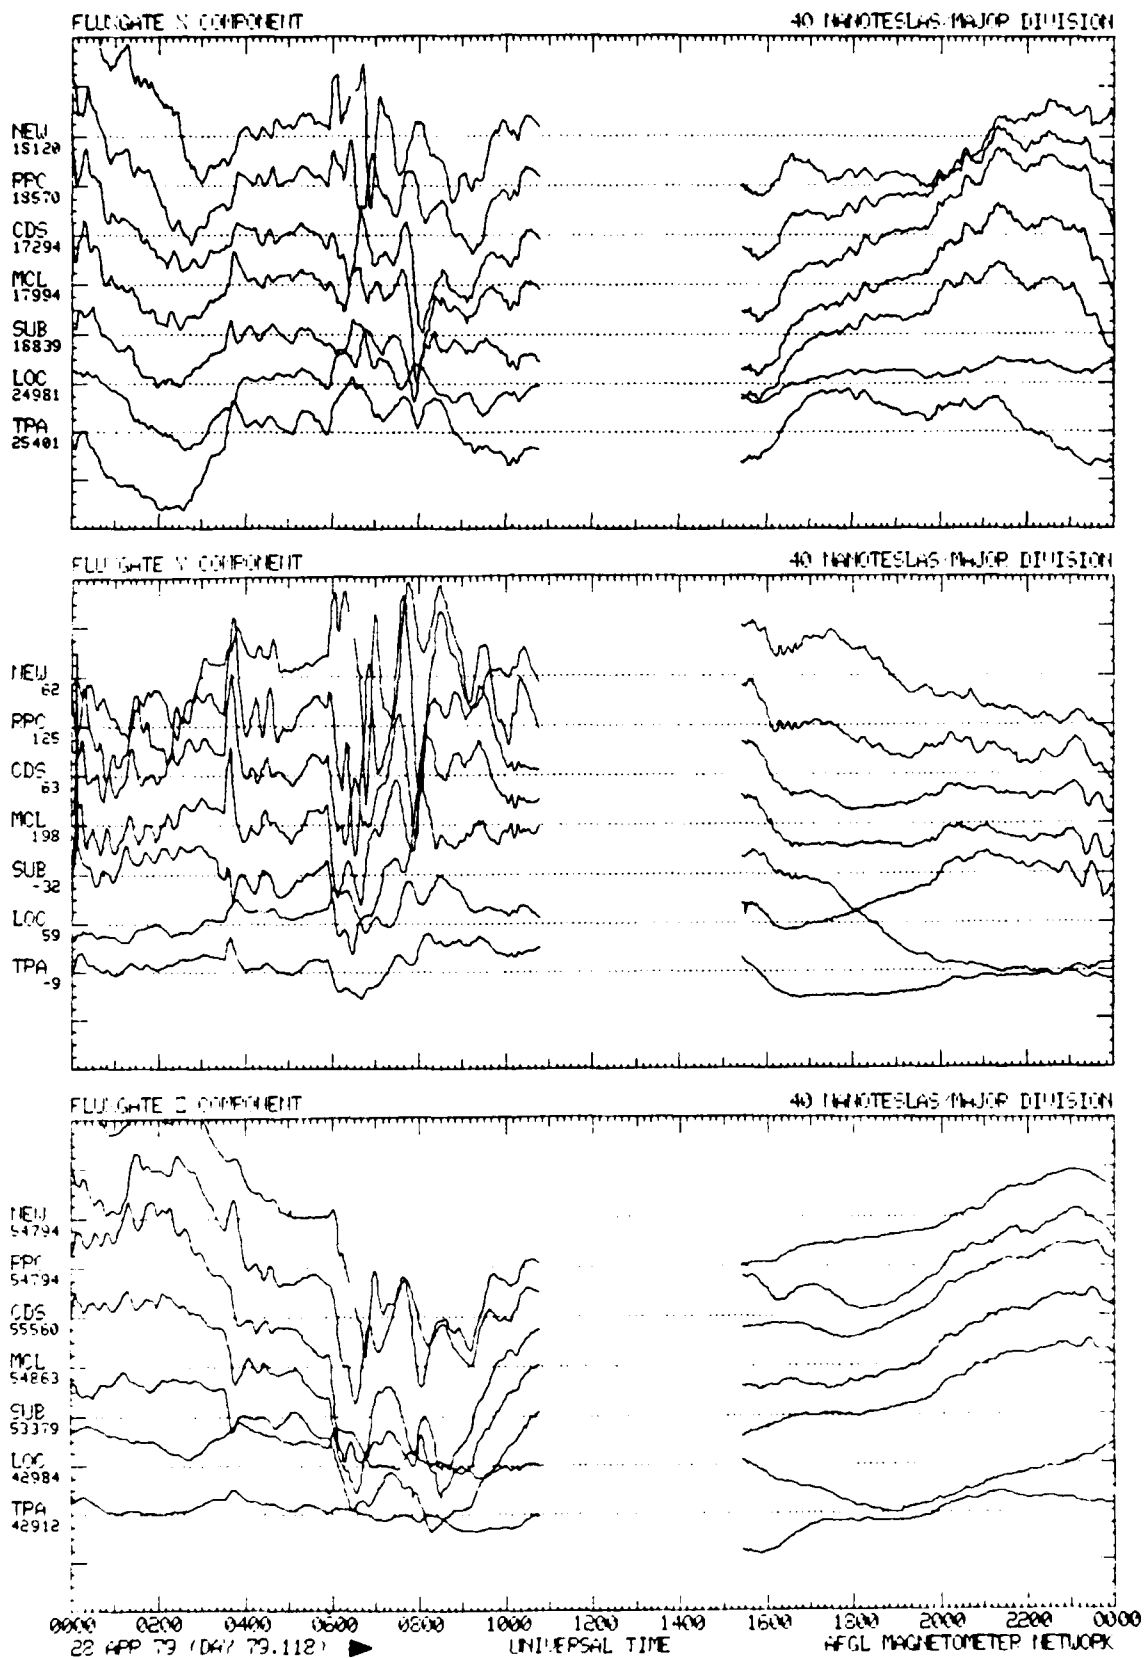 FLUXGATE X COMPONENT 40 NANOTESLAS/MAJOR DIVISION
NEW
18120
PPC
18570
CDS
17294
MCL
17994
SUB
16839
LOC
24981
TPA
25401
FLUXGATE Y COMPONENT 40 NANOTESLAS/MAJOR DIVISION
NEW
62
PPC
125
CDS
63
MCL
198
SUB
-32
LOC
59
TPA
-9
FLUXGATE Z COMPONENT 40 NANOTESLAS/MAJOR DIVISION
NEW
54794
PPC
54794
CDS
55560
MCL
54863
SUB
53379
LOC
42984
TPA
42912
0000 0200 0400 0600 0800 1000 1200 1400 1600 1800 2000 2200 0000
28 APR 79 (DAY 79.118) UNIVERSAL TIME AFGL MAGNETOMETER NETWORK